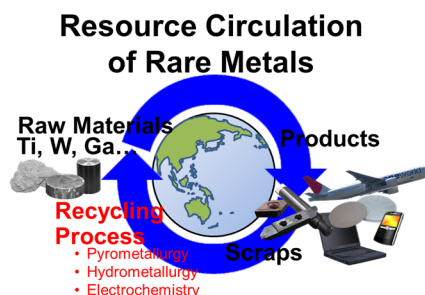 Resource Circulation
of Rare Metals
Raw Materials
Ti, W, Ga…
Products
Recycling
Process
Scraps
• Pyrometallurgy
• Hydrometallurgy
• Electrochemistry